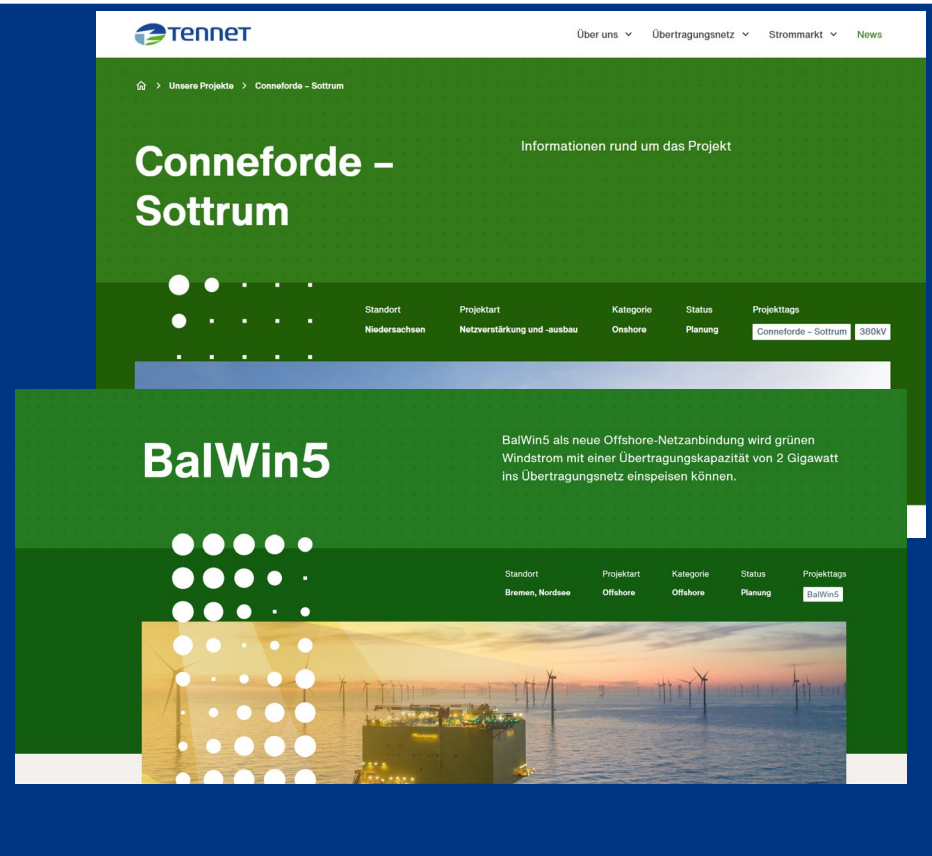 TenneT
Über uns Übertragungsnetz Strommarkt News
Unsere Projekte > Conneforde – Sottrum
Conneforde –
Sottrum
Informationen rund um das Projekt
Standort Projektart Kategorie Status Projekttags
Niedersachsen Netzverstärkung und -ausbau Onshore Planung Conneforde – Sottrum 380kV
BalWin5
BalWin5 als neue Offshore-Netzanbindung wird grünen
Windstrom mit einer Übertragungskapazität von 2 Gigawatt
ins Übertragungsnetz einspeisen können.
Standort Projektart Kategorie Status Projekttags
Bremen, Nordsee Offshore Offshore Planung BalWin5